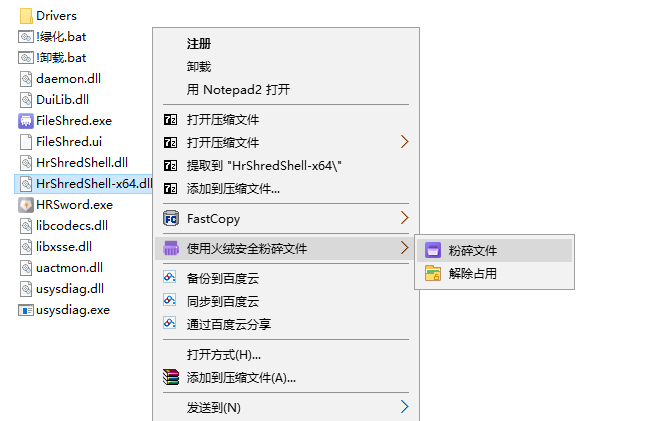 Drivers
!绿化.bat
!卸载.bat
daemon.dll
DuiLib.dll
FileShred.exe
FileShred.ui
HrShredShell.dll
HrShredShell-x64.dll
HRSword.exe
libcodecs.dll
libxsse.dll
uactmon.dll
usysdiag.dll
usysdiag.exe
注册
卸载
用 Notepad2 打开
打开压缩文件
打开压缩文件
提取到 "HrShredShell-x64\"
添加到压缩文件...
FastCopy
使用火绒安全粉碎文件
备份到百度云
同步到百度云
通过百度云分享
打开方式(H)...
添加到压缩文件(A)...
发送到(N)
粉碎文件
解除占用